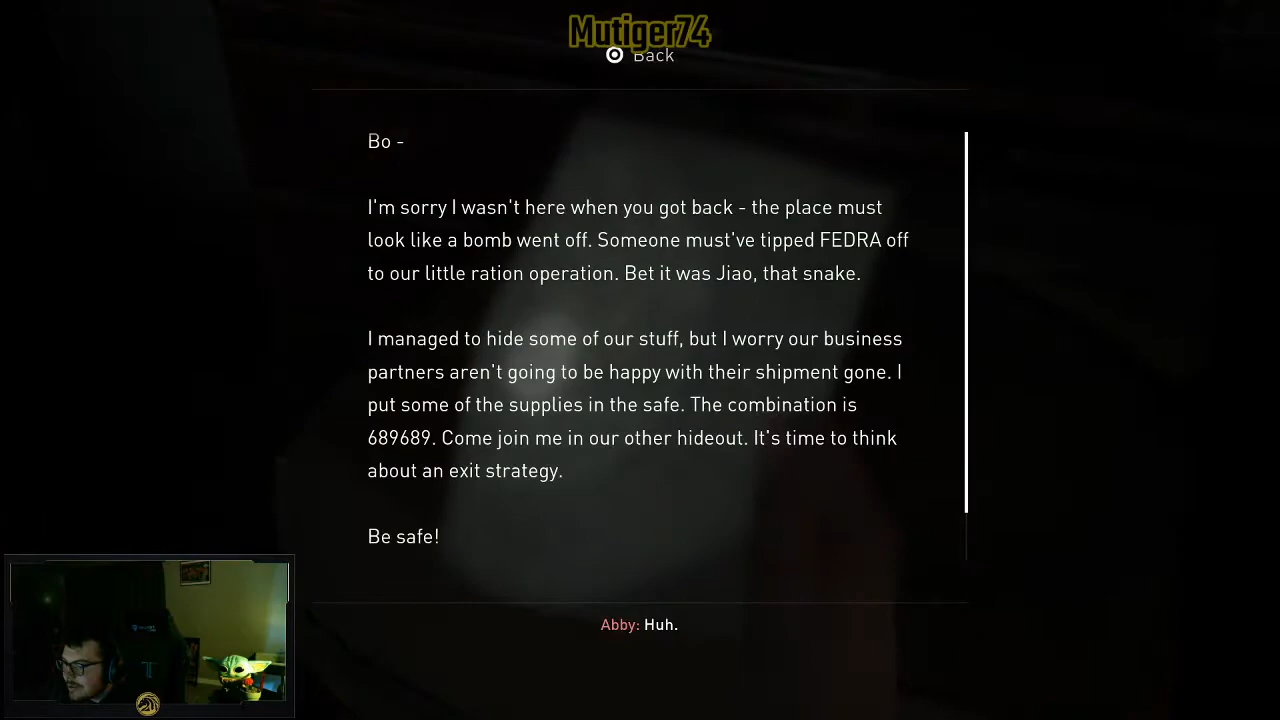 Mutiger74
Back
Bo -
I'm sorry I wasn't here when you got back - the place must
look like a bomb went off. Someone must've tipped FEDRA off
to our little ration operation. Bet it was Jiao, that snake.
I managed to hide some of our stuff, but I worry our business
partners aren't going to be happy with their shipment gone. I
put some of the supplies in the safe. The combination is
689689. Come join me in our other hideout. It's time to think
about an exit strategy.
Be safe!
Abby: Huh.